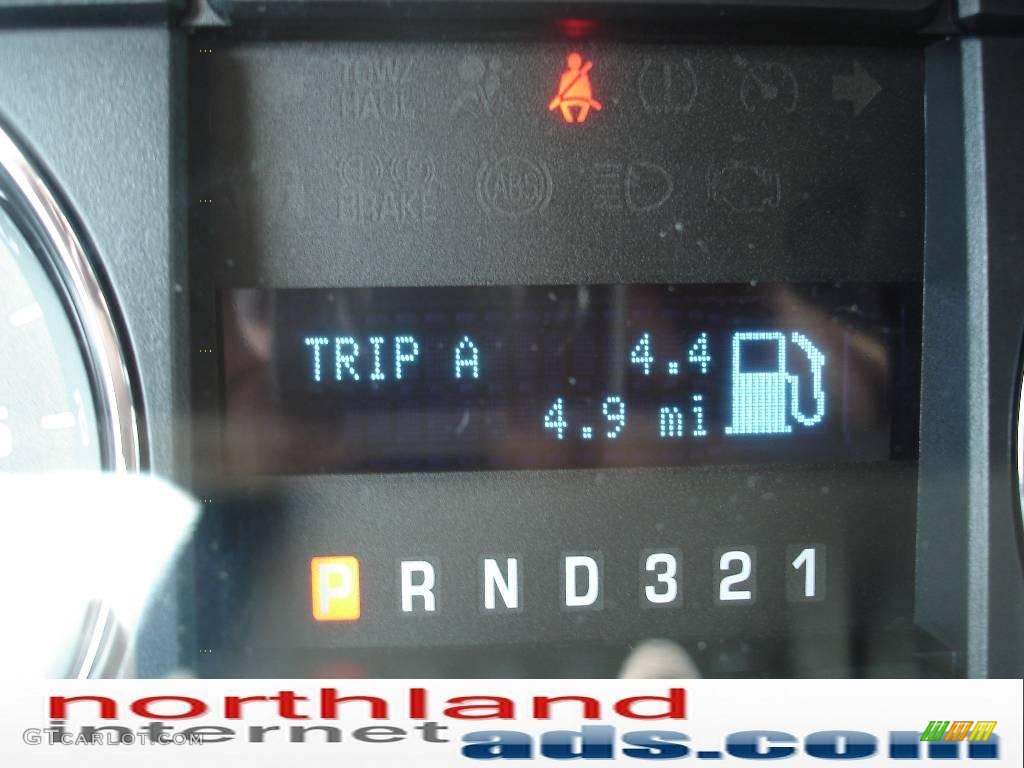 TOW/
HAUL
BRAKE
ABS
TRIP A 4.4
4.9 mi
P R N D 3 2 1
northland
internet
ads.com
GTCARLOT.COM